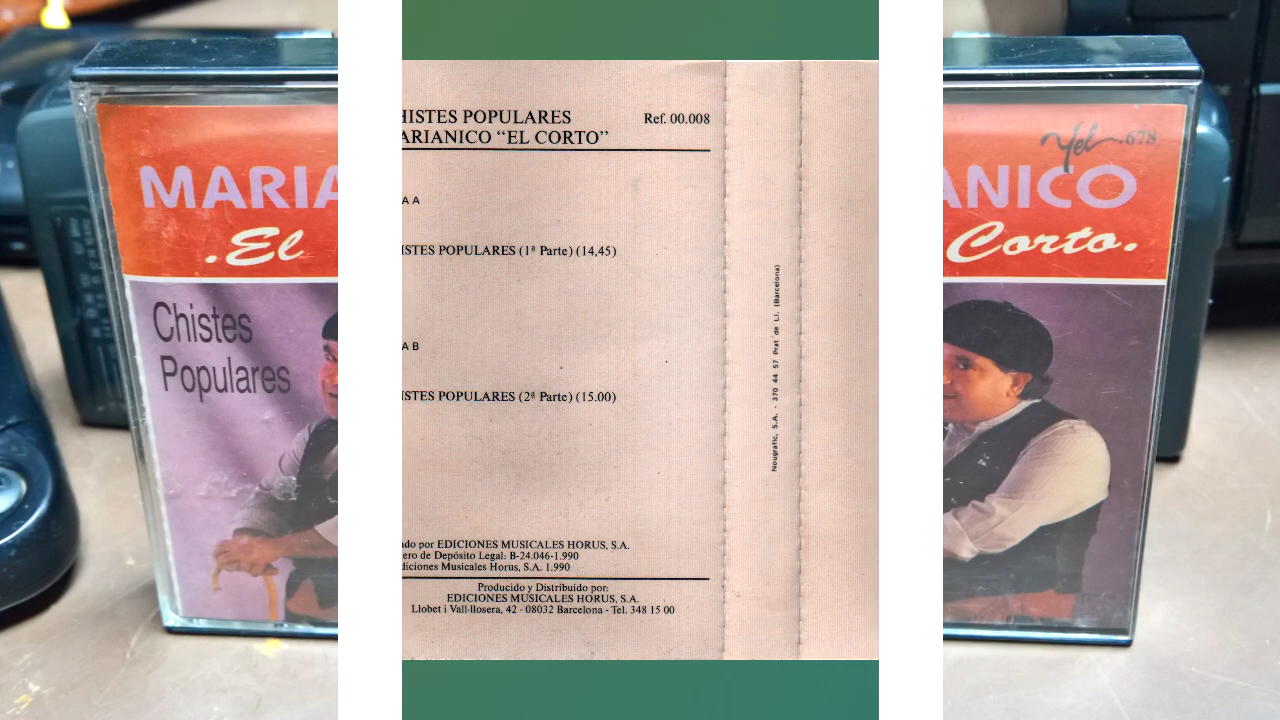 MARIA
.El
Chistes
Populares
HISTES POPULARES Ref. 00.008
ARIANICO “EL CORTO”
A A
ISTES POPULARES (1ª Parte) (14,45)
A B
ISTES POPULARES (2ª Parte) (15.00)
ado por EDICIONES MUSICALES HORUS, S.A.
ero de Depósito Legal: B-24.046-1.990
diciones Musicales Horus, S.A. 1.990
Producido y Distribuido por:
EDICIONES MUSICALES HORUS, S.A.
Llobet i Vall-llosera, 42 - 08032 Barcelona - Tel. 348 15 00
Nougrafic, S.A. - 370 44 57 Prat de Ll. (Barcelona)
.678
ANICO
Corto.